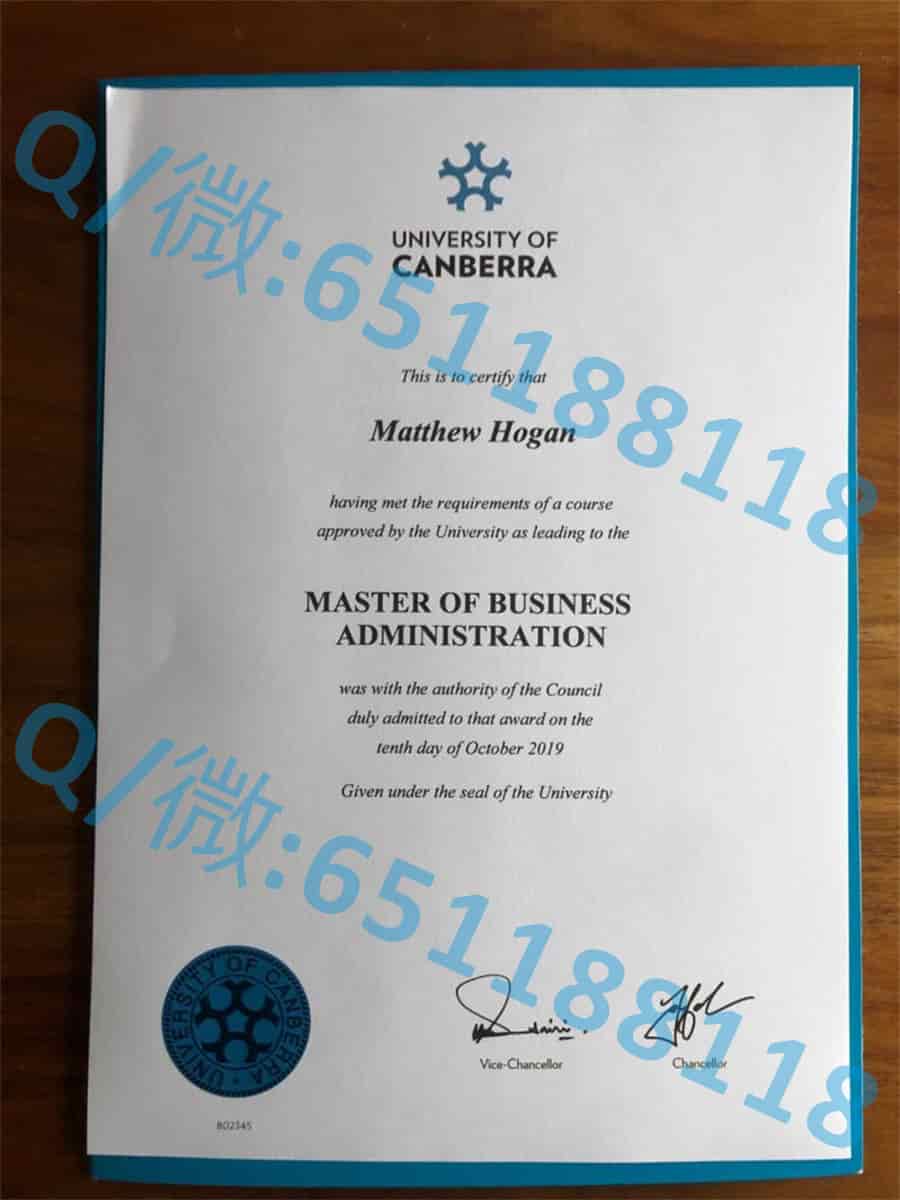 UNIVERSITY OF
CANBERRA
This is to certify that
Matthew Hogan
having met the requirements of a course
approved by the University as leading to the
MASTER OF BUSINESS
ADMINISTRATION
was with the authority of the Council
duly admitted to that award on the
tenth day of October 2019
Given under the seal of the University
UNIVERSITY OF CANBERRA
Vice-Chancellor
Chancellor
802345
Q/微:651188118
Q/微:651188118